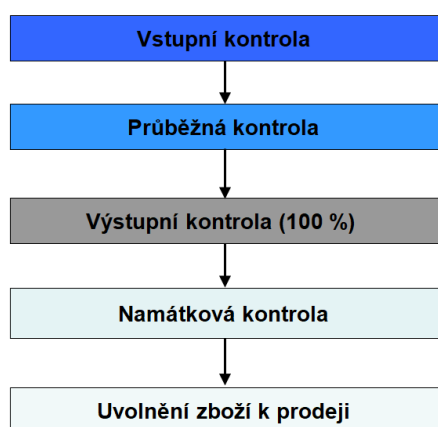 Vstupní kontrola
Průběžná kontrola
Výstupní kontrola (100 %)
Namátková kontrola
Uvolnění zboží k prodeji